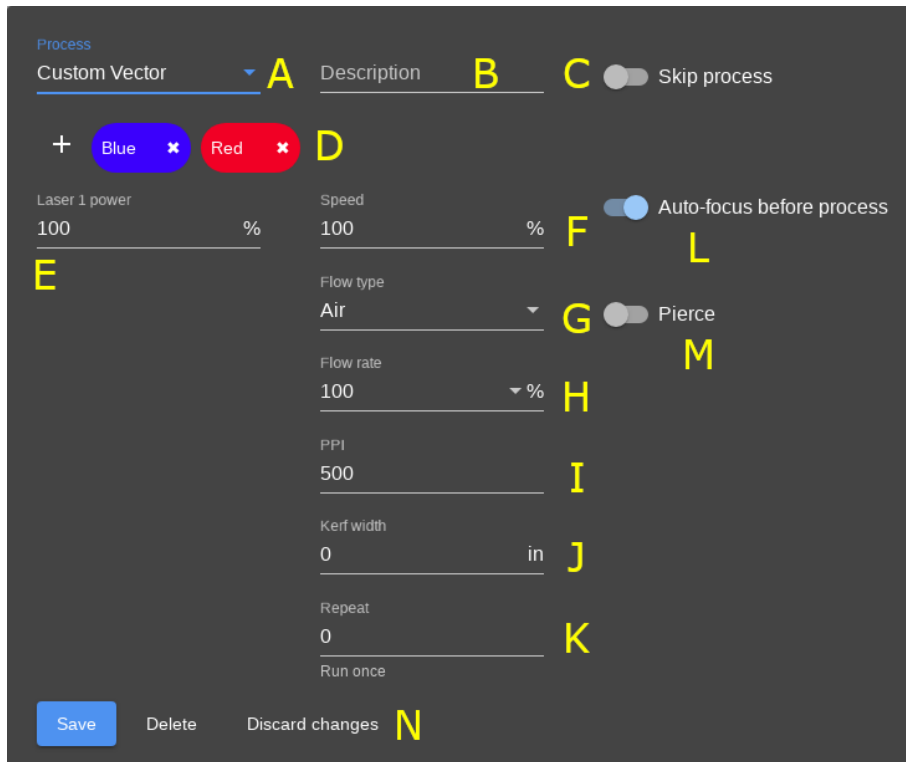 Process
Custom Vector A Description B C Skip process
+ Blue ✖ Red ✖ D
Laser 1 power Speed Auto-focus before process
100 % 100 % F L
E Flow type
Air G Pierce
M
Flow rate
100 % H
PPI
500 I
Kerf width
0 in J
Repeat
0 K
Run once
Save Delete Discard changes N